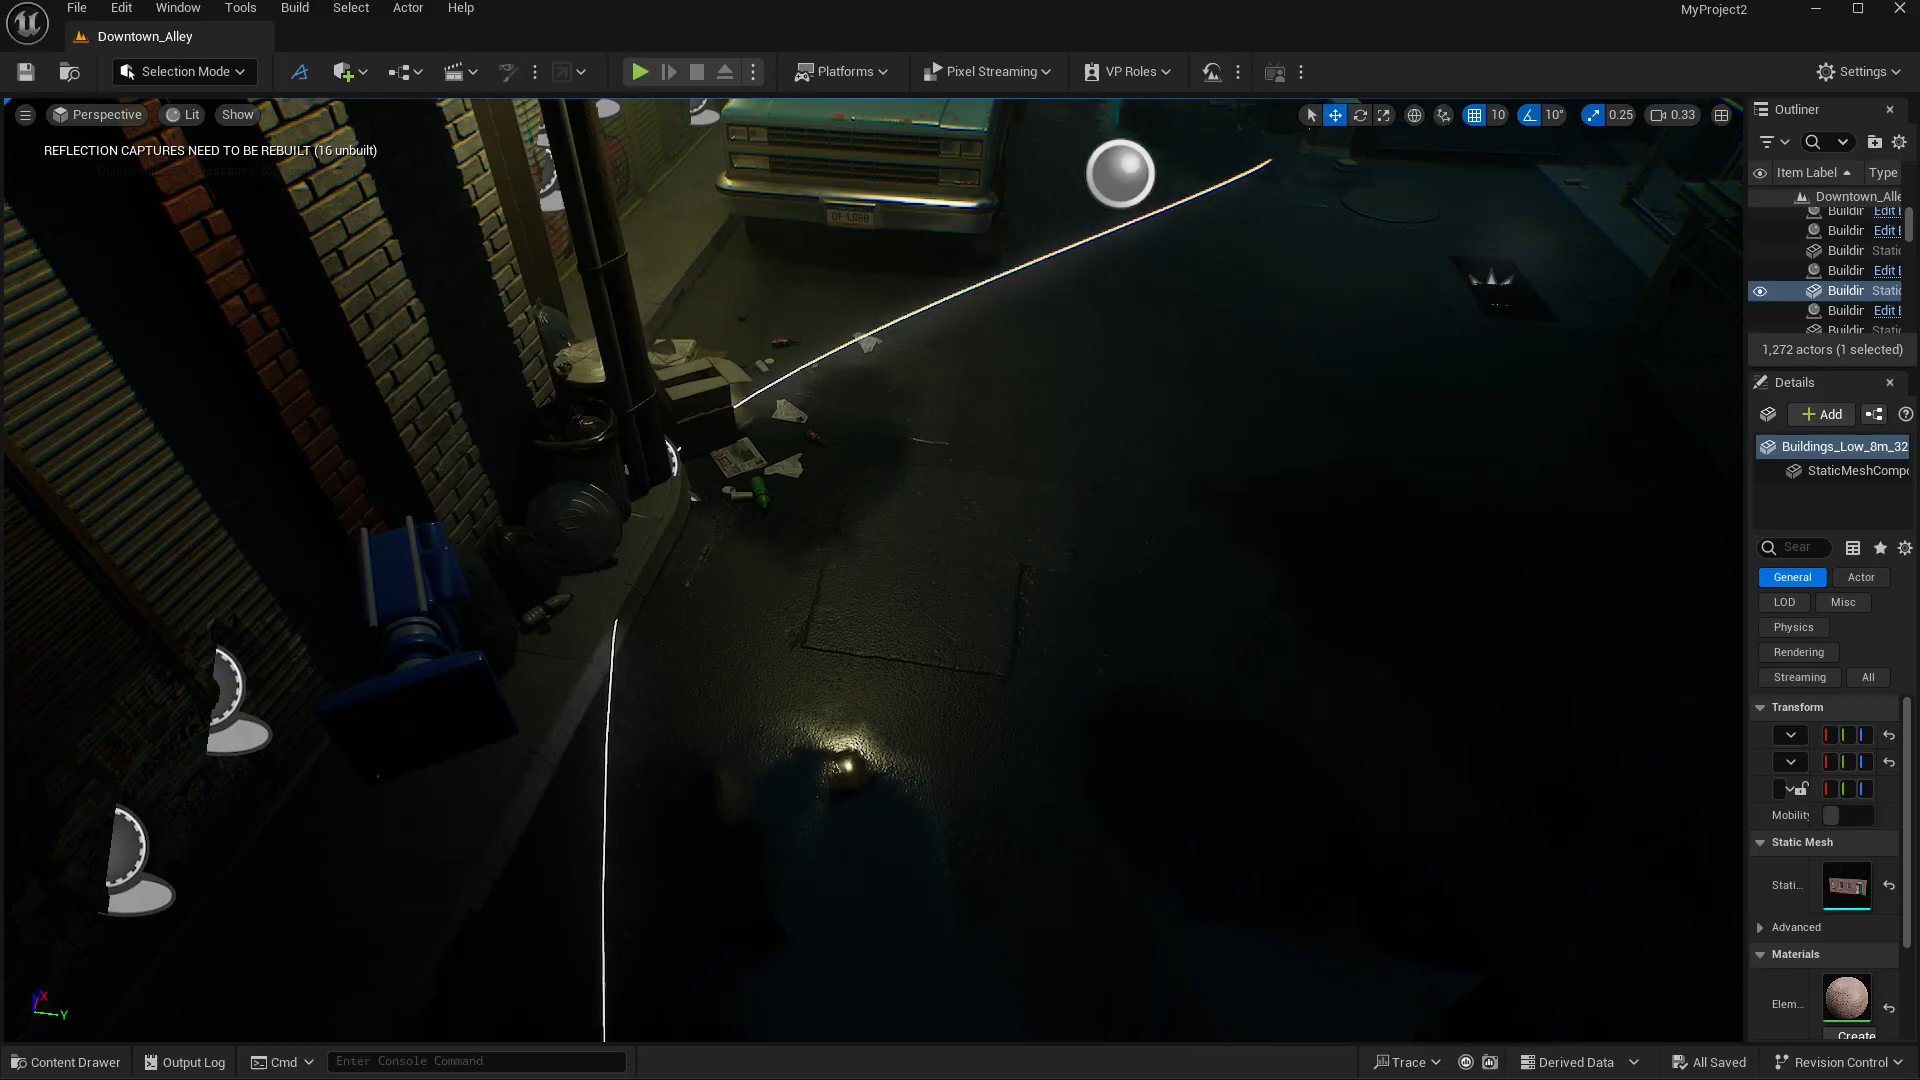 File Edit Window Tools Build Select Actor Help
MyProject2
Downtown_Alley
Selection Mode
Platforms
Pixel Streaming
VP Roles
Settings
Perspective
Lit
Show
10
10°
0.25
0.33
REFLECTION CAPTURES NEED TO BE REBUILT (16 unbuilt)
Outliner
Item Label
Type
Downtown_Alle
Buildir Edit E
Buildir Edit E
Buildir Static
Buildir Edit E
Buildir Static
Buildir Edit E
Buildir Static
1,272 actors (1 selected)
Details
Add
Buildings_Low_8m_32
StaticMeshCompo
Sear
General
Actor
LOD
Misc
Physics
Rendering
Streaming
All
Transform
Mobility
Static Mesh
Stati...
Advanced
Materials
Elem...
Create
X
Y
Content Drawer
Output Log
Cmd
Enter Console Command
Trace
Derived Data
All Saved
Revision Control